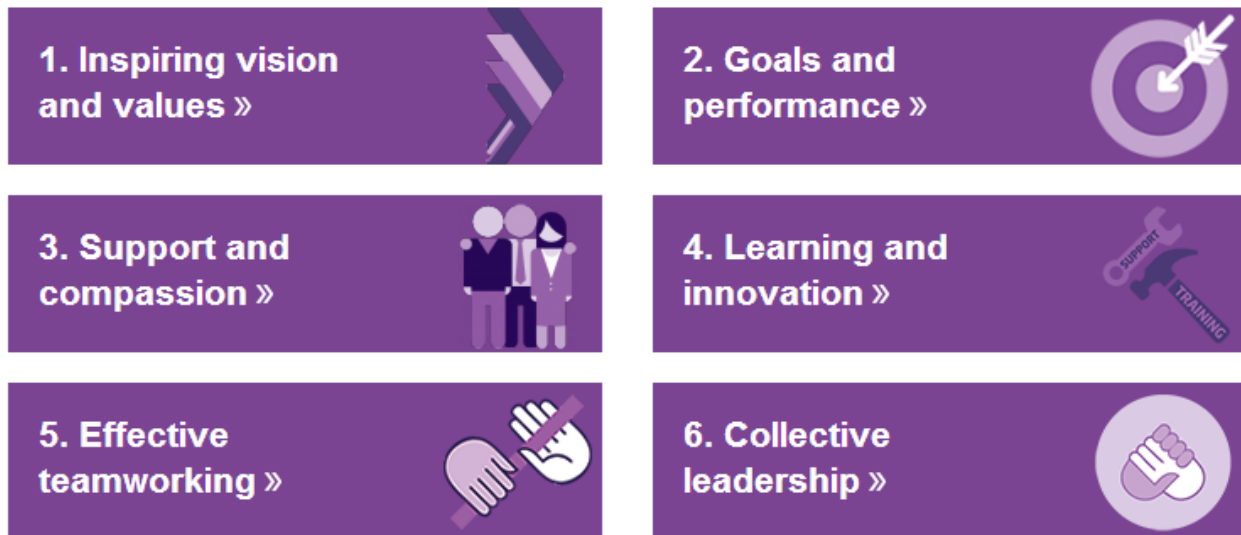 1. Inspiring vision
and values »
2. Goals and
performance »
3. Support and
compassion »
4. Learning and
innovation »
SUPPORT
TRAINING
5. Effective
teamworking »
6. Collective
leadership »